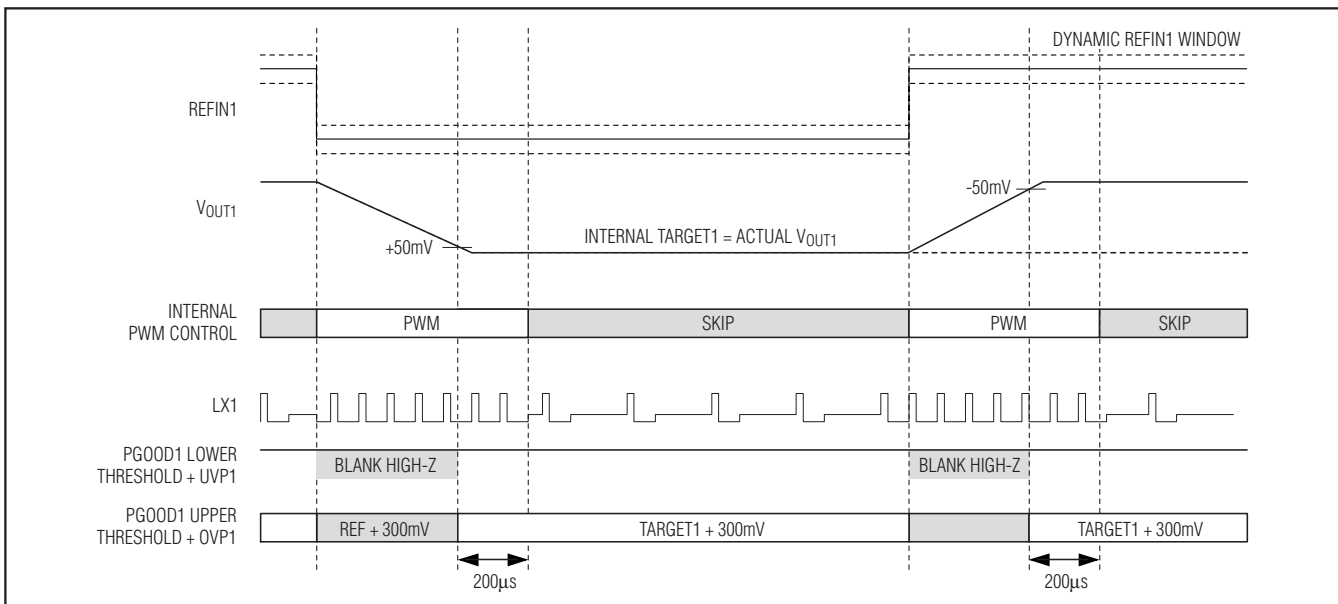 DYNAMIC REFIN1 WINDOW
REFIN1
VOUT1
+50mV
INTERNAL TARGET1 = ACTUAL VOUT1
-50mV
INTERNAL
PWM CONTROL
PWM
SKIP
PWM
SKIP
LX1
PGOOD1 LOWER
THRESHOLD + UVP1
BLANK HIGH-Z
BLANK HIGH-Z
PGOOD1 UPPER
THRESHOLD + OVP1
REF + 300mV
TARGET1 + 300mV
TARGET1 + 300mV
200μs
200μs